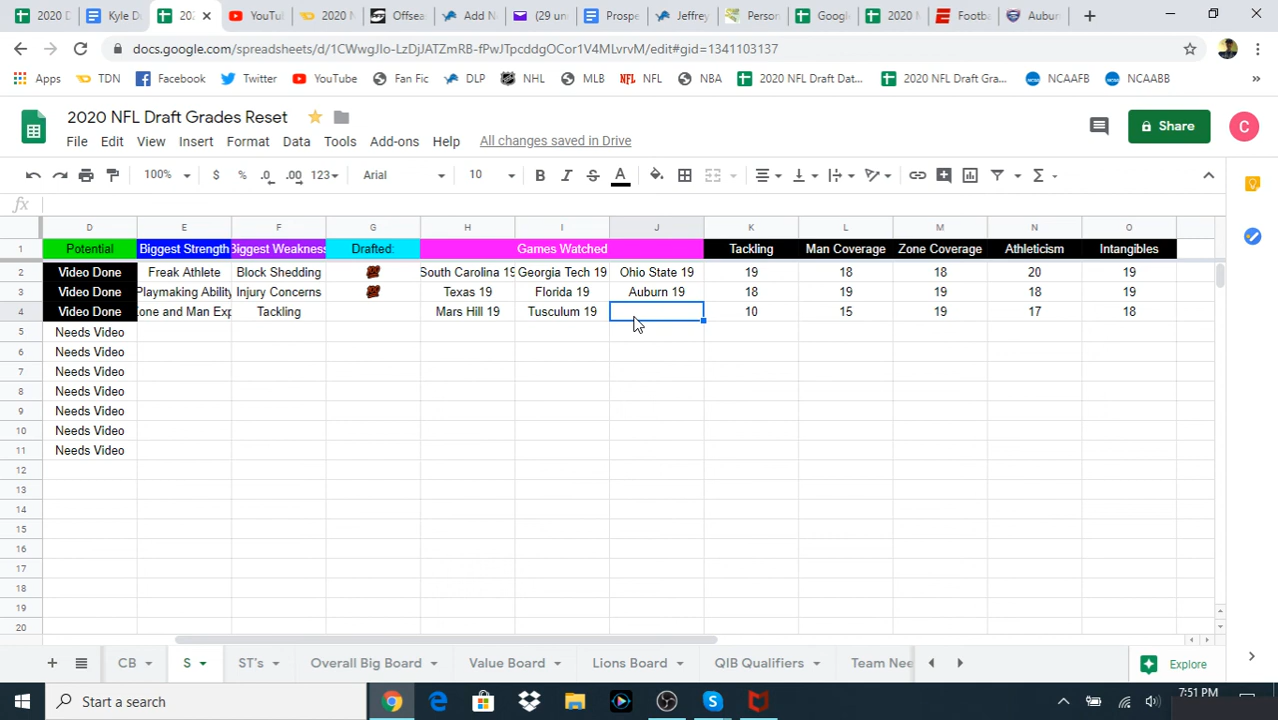 2020 D
Kyle D
202
YouTu
2020 N
Offsea
Add N
(29 un
Prospe
Jeffrey
Person
Googl
2020 M
Footba
Aubur
docs.google.com/spreadsheets/d/1CWwgJIo-LzDjJATZmRB-fPwJTpcddgOCor1V4MLvrvM/edit#gid=1341103137
Apps TDN Facebook Twitter YouTube Fan Fic DLP NHL MLB NFL NFL NBA 2020 NFL Draft Dat... 2020 NFL Draft Gra... NCAAFB NCAABB »
2020 NFL Draft Grades Reset
Share C
File Edit View Insert Format Data Tools Add-ons Help All changes saved in Drive
100% $ % .0 .00 123 Arial 10 B I S A
fx
D E F G H I J K L M N O
1 Potential Biggest Strength Biggest Weakness Drafted: Games Watched Tackling Man Coverage Zone Coverage Athleticism Intangibles
2 Video Done Freak Athlete Block Shedding 💯 South Carolina 19 Georgia Tech 19 Ohio State 19 19 18 18 20 19
3 Video Done Playmaking Ability Injury Concerns 💯 Texas 19 Florida 19 Auburn 19 18 19 19 18 19
4 Video Done Zone and Man Exp Tackling Mars Hill 19 Tusculum 19 10 15 19 17 18
5 Needs Video
6 Needs Video
7 Needs Video
8 Needs Video
9 Needs Video
10 Needs Video
11 Needs Video
12
13
14
15
16
17
18
19
20
CB S ST's Overall Big Board Value Board Lions Board QIB Qualifiers Team Nee Explore
Start a search
7:51 PM